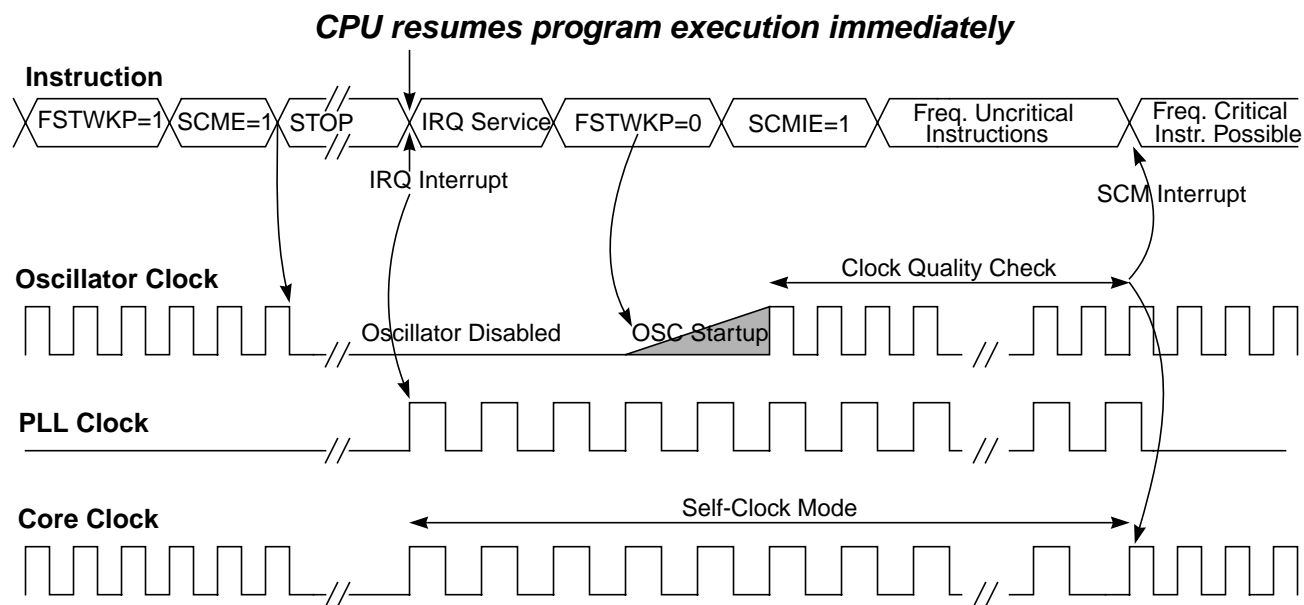 CPU resumes program execution immediately
Instruction
FSTWKP=1
SCME=1
STOP
IRQ Service
FSTWKP=0
SCMIE=1
Freq. Uncritical
Instructions
Freq. Critical
Instr. Possible
IRQ Interrupt
SCM Interrupt
Oscillator Clock
Clock Quality Check
Oscillator Disabled
OSC Startup
PLL Clock
Core Clock
Self-Clock Mode